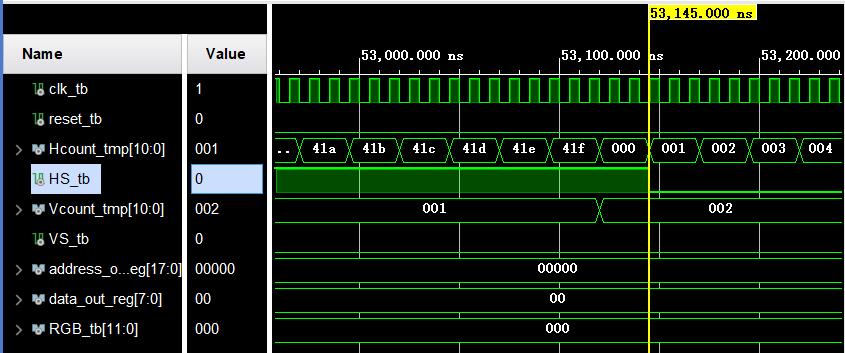 53,145.000 ns
Name Value
53,000.000 ns 53,100.000 ns 53,200.000 ns
clk_tb 1
reset_tb 0
Hcount_tmp[10:0] 001 .. 41a 41b 41c 41d 41e 41f 000 001 002 003 004
HS_tb 0
Vcount_tmp[10:0] 002 001 002
VS_tb 0
address_o...eg[17:0] 00000 00000
data_out_reg[7:0] 00 00
RGB_tb[11:0] 000 000